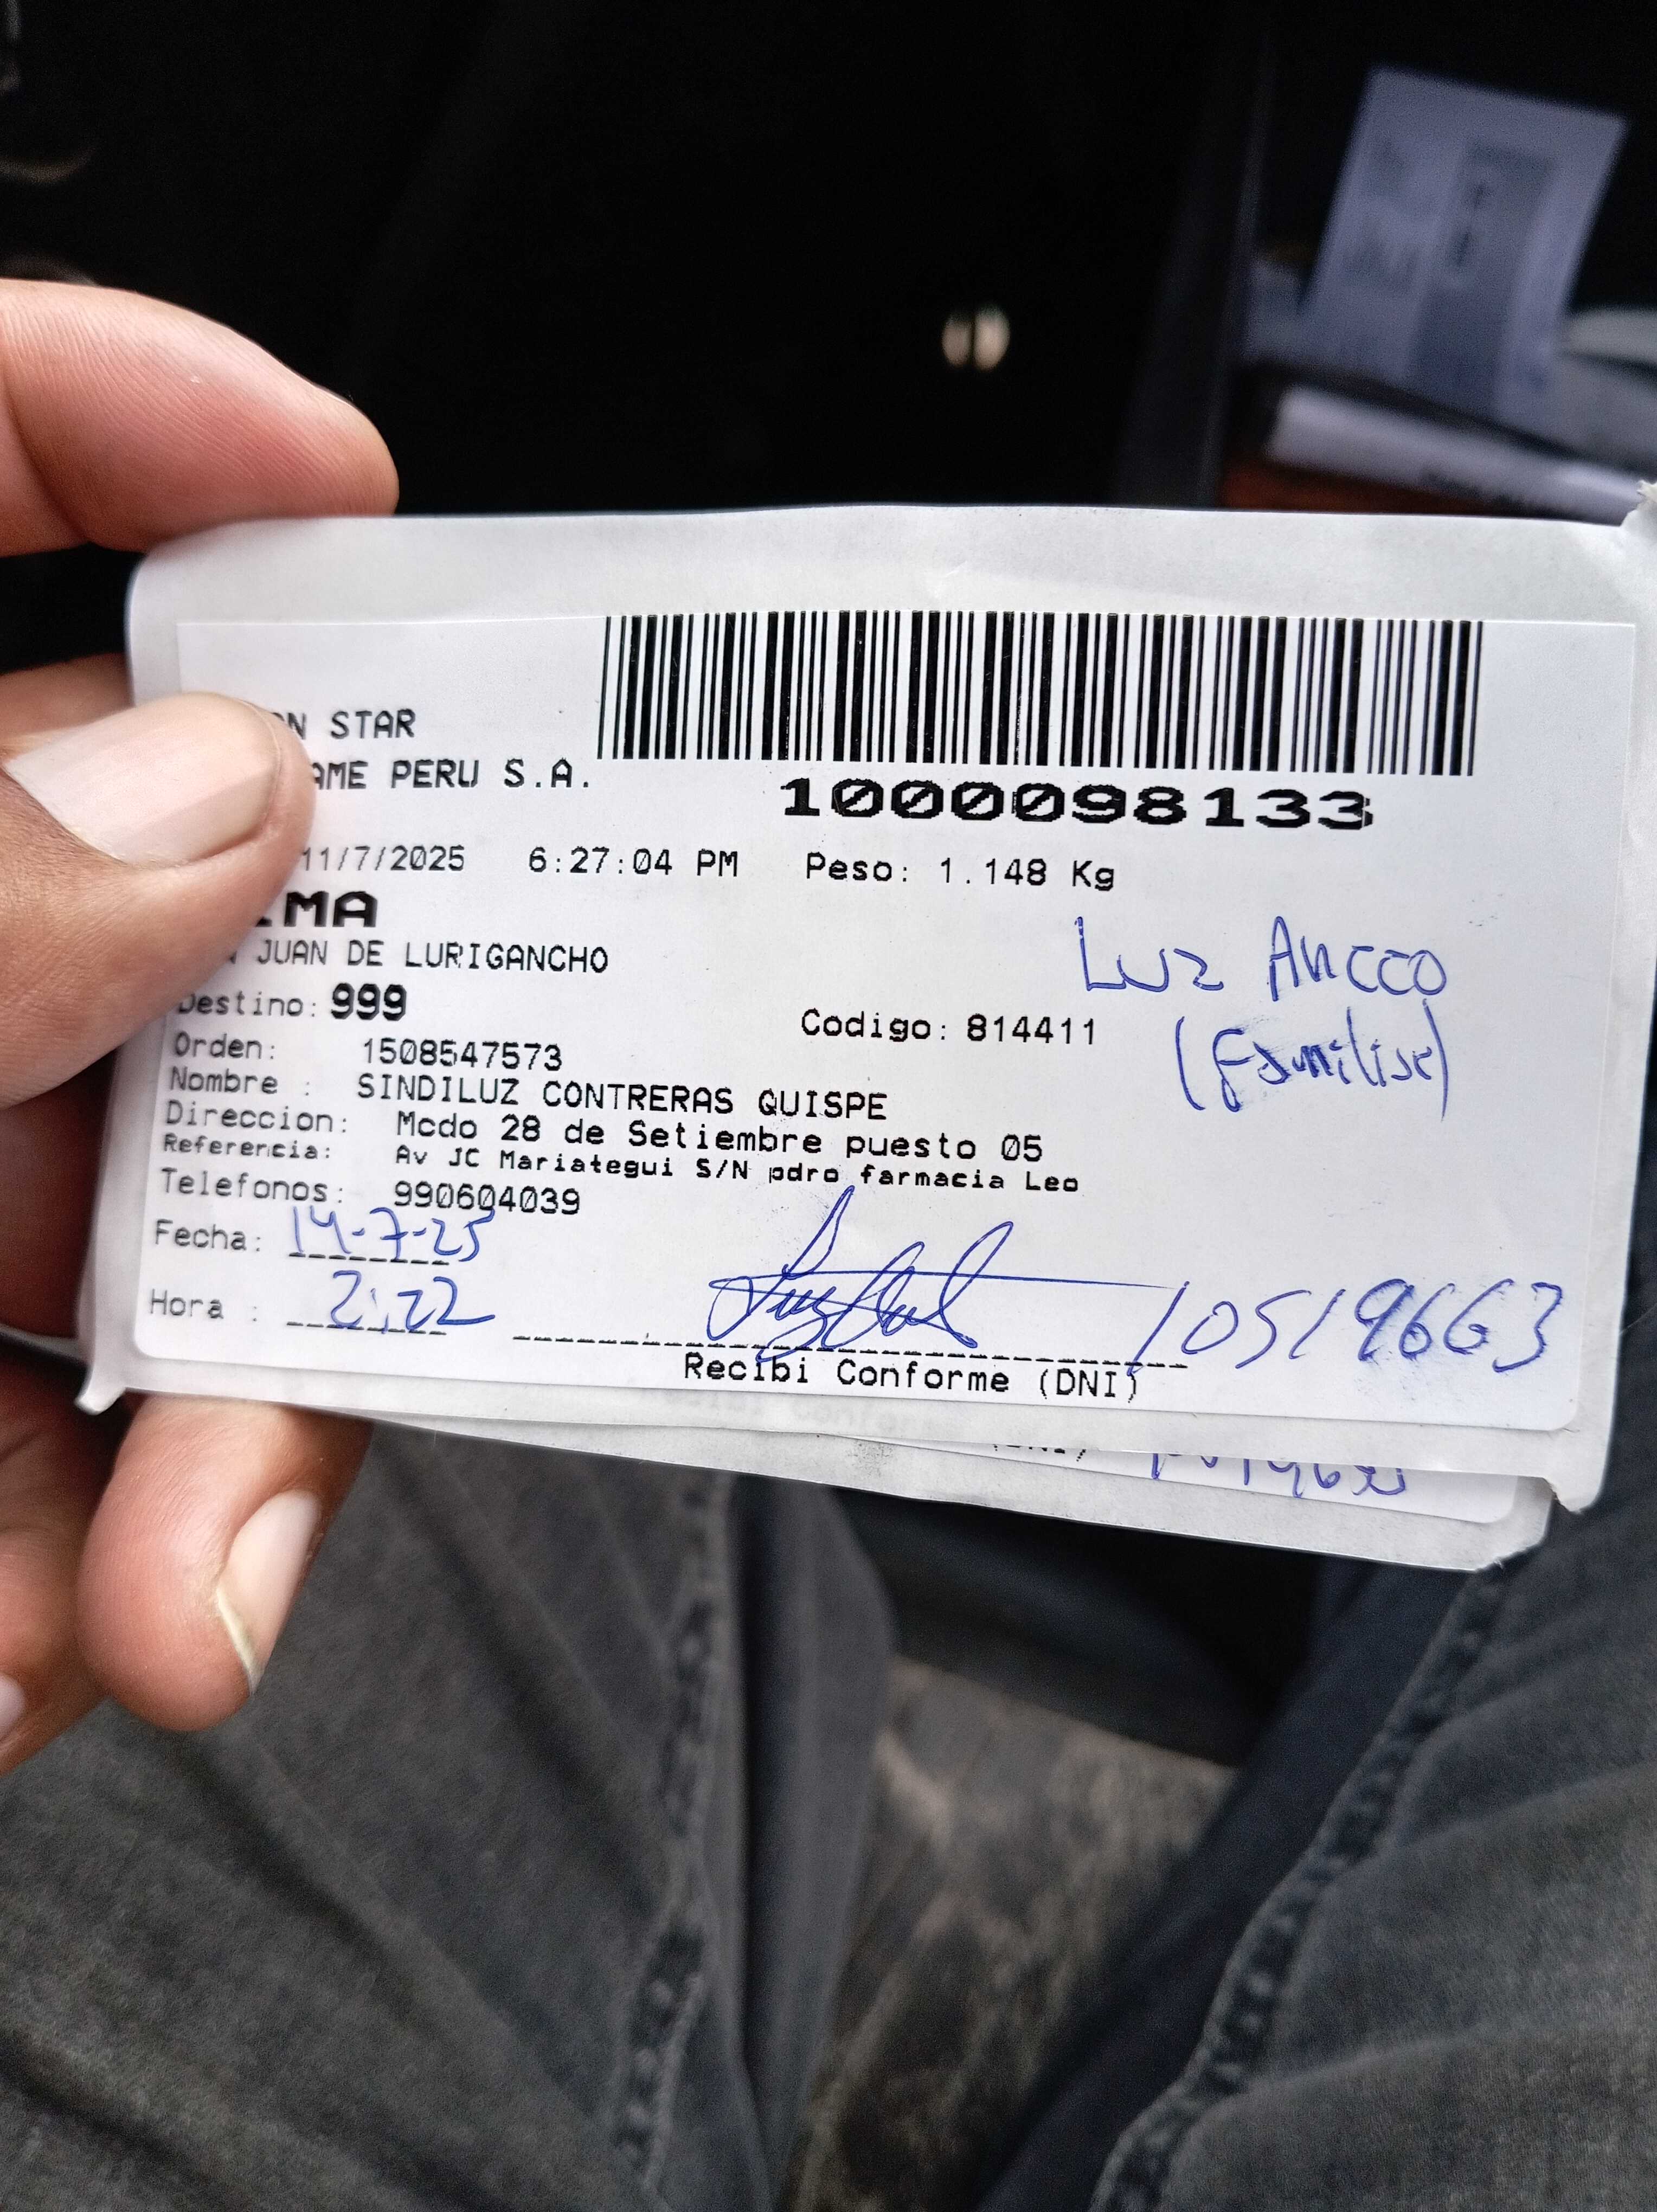 N STAR
AME PERU S.A.
1000098133
11/7/2025 6:27:04 PM Peso: 1.148 Kg
IMA
JUAN DE LURIGANCHO
Luz Ancco
(Familiar)
Destino: 999
Codigo: 814411
Orden: 1508547573
Nombre : SINDILUZ CONTRERAS QUISPE
Direccion: Mcdo 28 de Setiembre puesto 05
Referencia: Av JC Mariategui S/N pdro farmacia Leo
Telefonos: 990604039
Fecha: 14-7-25
Hora : 2:22
10519663
Recibi Conforme (DNI)